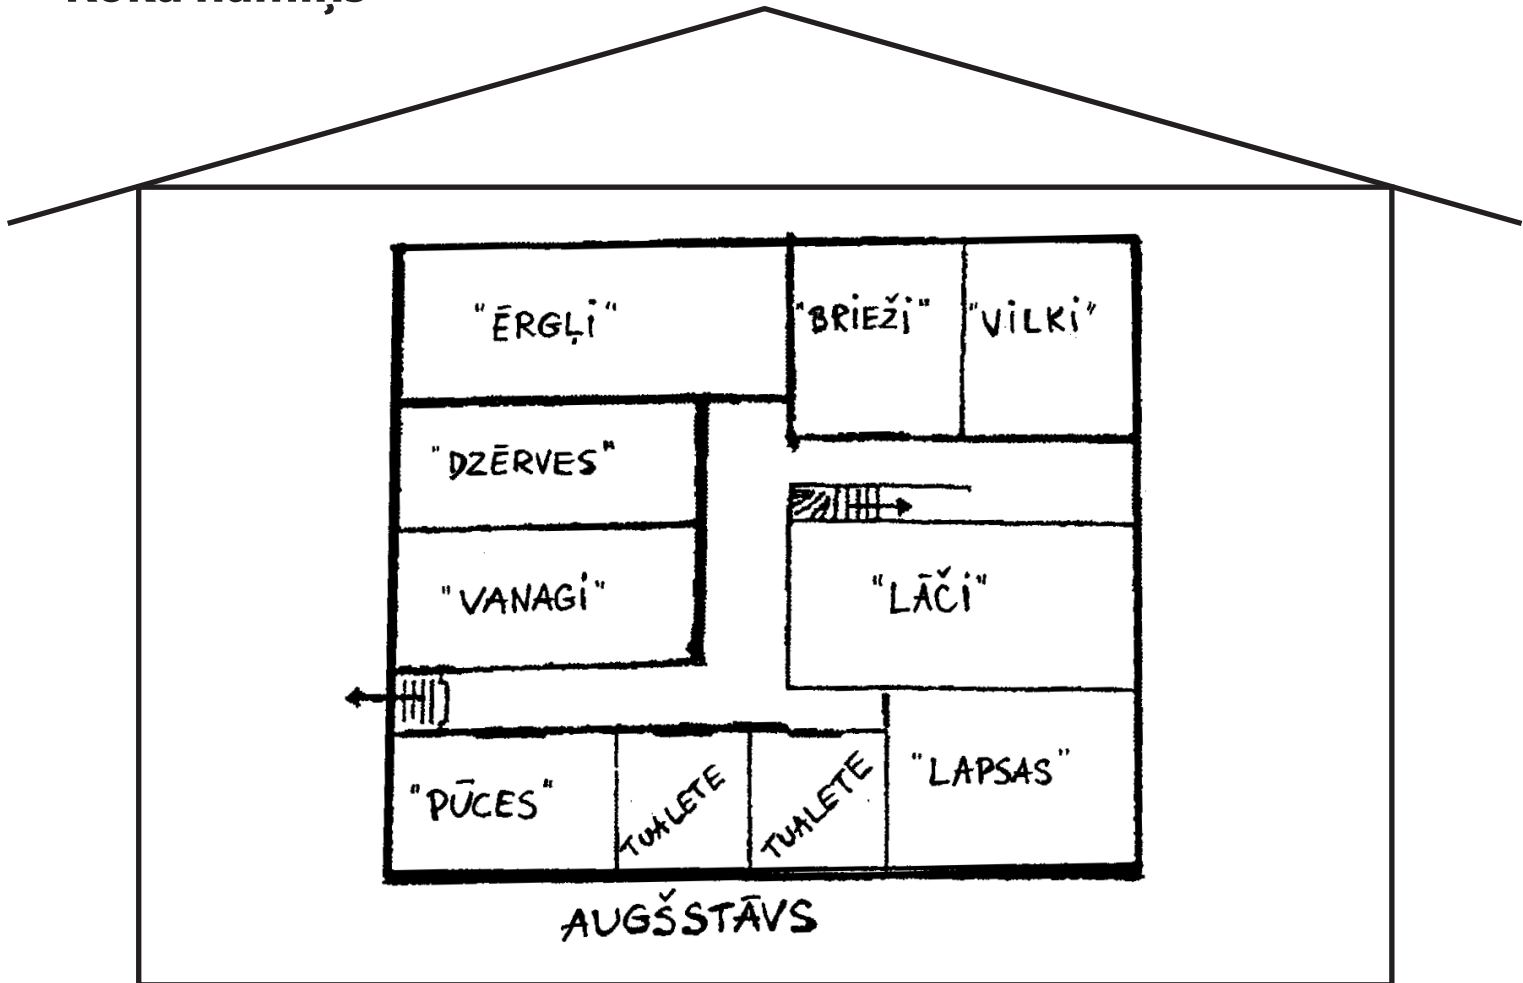 "ĒRGĻI" "BRIEŽI" "VILKI"
"DZĒRVES"
"VANAGI"
"LĀČI"
"PŪCES" TUALETE TUALETE "LAPSAS"
AUGŠSTĀVS